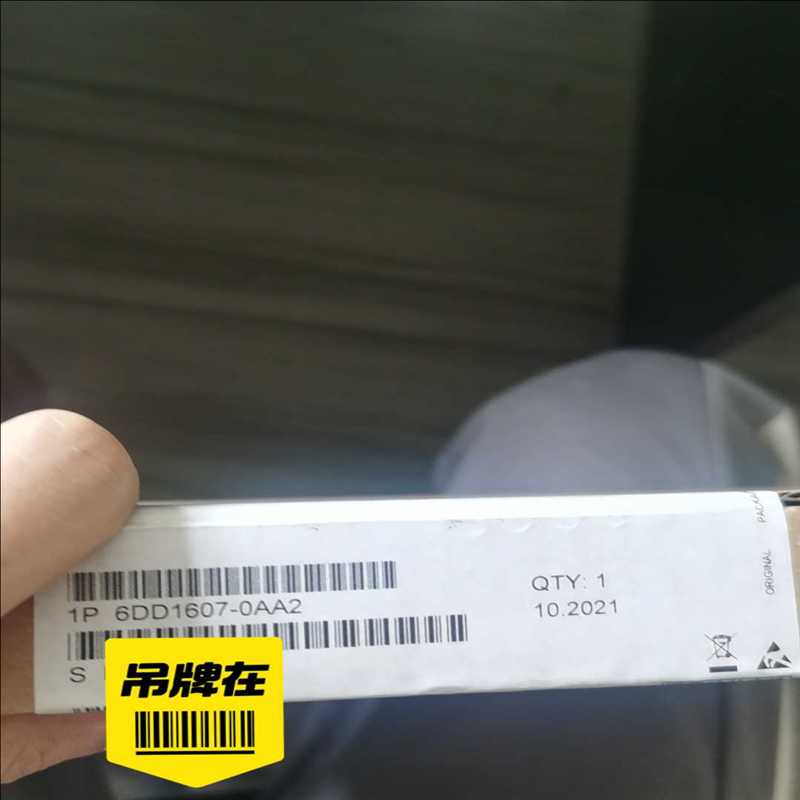 1P 6DD1607-0AA2
QTY: 1
10.2021
S
ORIGINAL
吊牌在